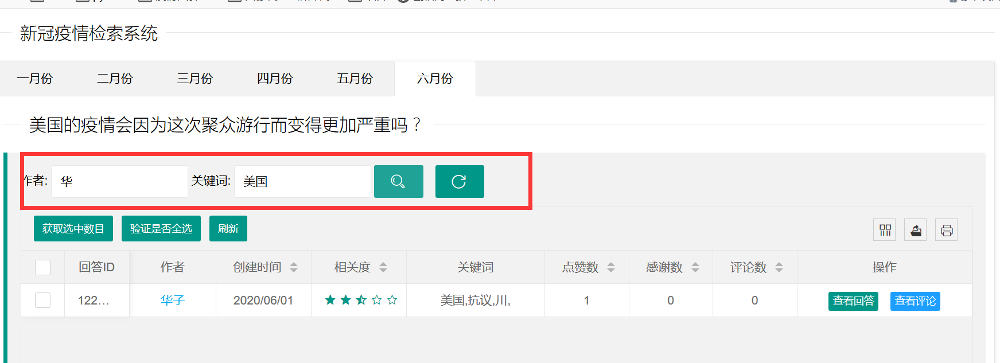 新冠疫情检索系统
一月份 二月份 三月份 四月份 五月份 六月份
美国的疫情会因为这次聚众游行而变得更加严重吗？
作者: 华 关键词: 美国
获取选中数目 验证是否全选 刷新
回答ID 作者 创建时间 相关度 关键词 点赞数 感谢数 评论数 操作
122... 华子 2020/06/01 美国,抗议,川, 1 0 0 查看回答 查看评论